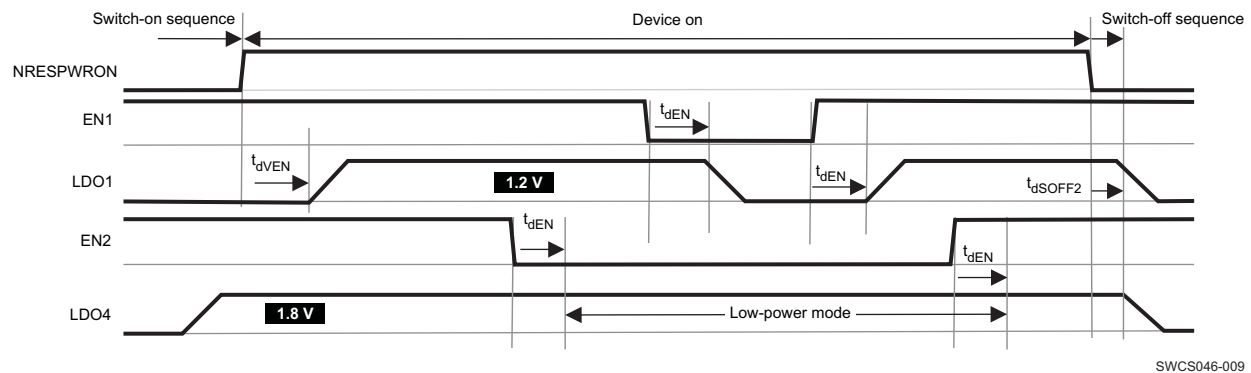 Switch-on sequence
Device on
Switch-off sequence
NRESPWRON
EN1
tdEN
tdVEN
LDO1
1.2 V
tdEN
tdSOFF2
EN2
tdEN
tdEN
LDO4
1.8 V
Low-power mode
SWCS046-009